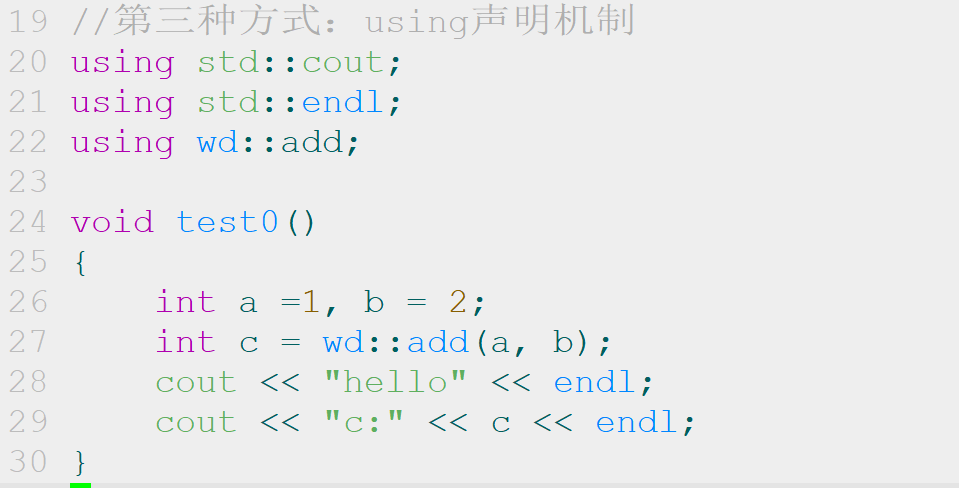 19 //第三种方式：using声明机制
20 using std::cout;
21 using std::endl;
22 using wd::add;
23
24 void test0()
25 {
26     int a =1, b = 2;
27     int c = wd::add(a, b);
28     cout << "hello" << endl;
29     cout << "c:" << c << endl;
30 }